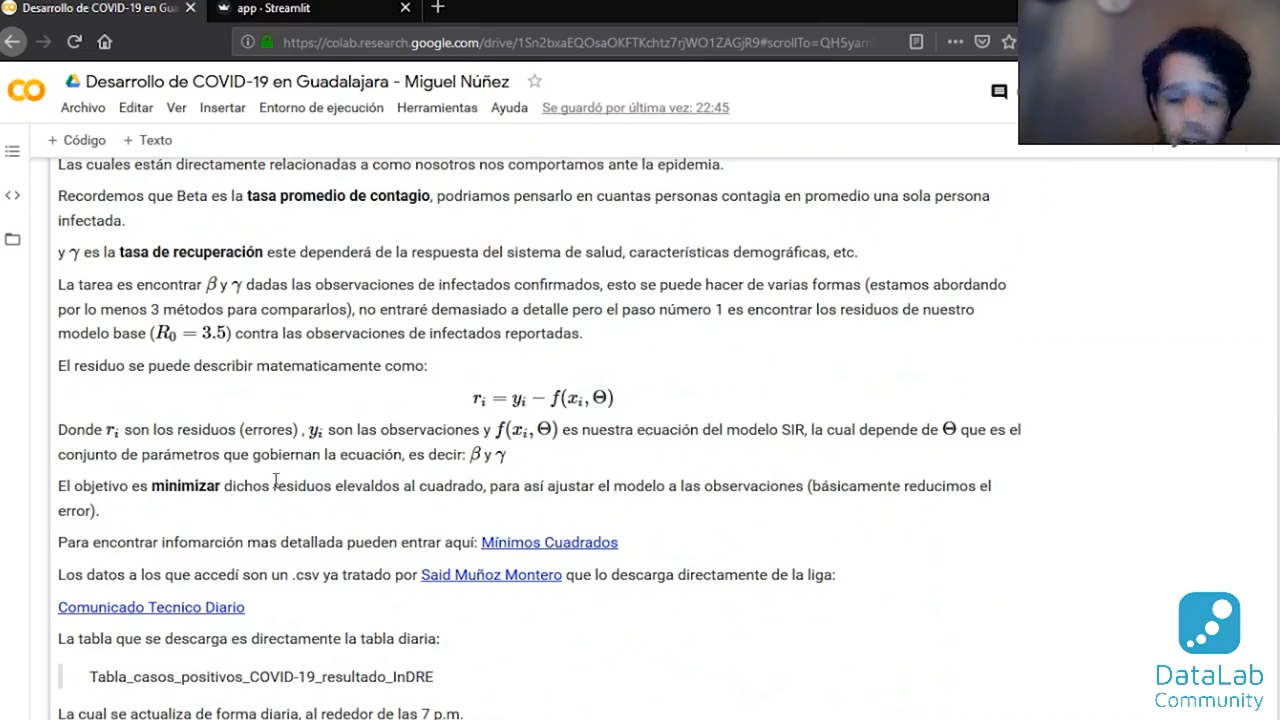 Desarrollo de COVID-19 en Gu
app - Streamlit
https://colab.research.google.com/drive/1Sn2bxaEQOsaOKFTKchtz7rjWO1ZAGjR9#scrollTo=QH5yam
Desarrollo de COVID-19 en Guadalajara - Miguel Núñez
Archivo Editar Ver Insertar Entorno de ejecución Herramientas Ayuda Se guardó por última vez: 22:45
+ Código + Texto
Las cuales están directamente relacionadas a como nosotros nos comportamos ante la epidemia.
Recordemos que Beta es la tasa promedio de contagio, podriamos pensarlo en cuantas personas contagia en promedio una sola persona
infectada.
y γ es la tasa de recuperación este dependerá de la respuesta del sistema de salud, características demográficas, etc.
La tarea es encontrar β y γ dadas las observaciones de infectados confirmados, esto se puede hacer de varias formas (estamos abordando
por lo menos 3 métodos para compararlos), no entraré demasiado a detalle pero el paso número 1 es encontrar los residuos de nuestro
modelo base (R₀ = 3.5) contra las observaciones de infectados reportadas.
El residuo se puede describir matematicamente como:
rᵢ = yᵢ − f(xᵢ, Θ)
Donde rᵢ son los residuos (errores) , yᵢ son las observaciones y f(xᵢ, Θ) es nuestra ecuación del modelo SIR, la cual depende de Θ que es el
conjunto de parámetros que gobiernan la ecuación, es decir: β y γ
El objetivo es minimizar dichos residuos elevaldos al cuadrado, para así ajustar el modelo a las observaciones (básicamente reducimos el
error).
Para encontrar infomarción mas detallada pueden entrar aquí: Mínimos Cuadrados
Los datos a los que accedí son un .csv ya tratado por Said Muñoz Montero que lo descarga directamente de la liga:
Comunicado Tecnico Diario
La tabla que se descarga es directamente la tabla diaria:
Tabla_casos_positivos_COVID-19_resultado_InDRE
La cual se actualiza de forma diaria, al rededor de las 7 p.m.
DataLab
Community